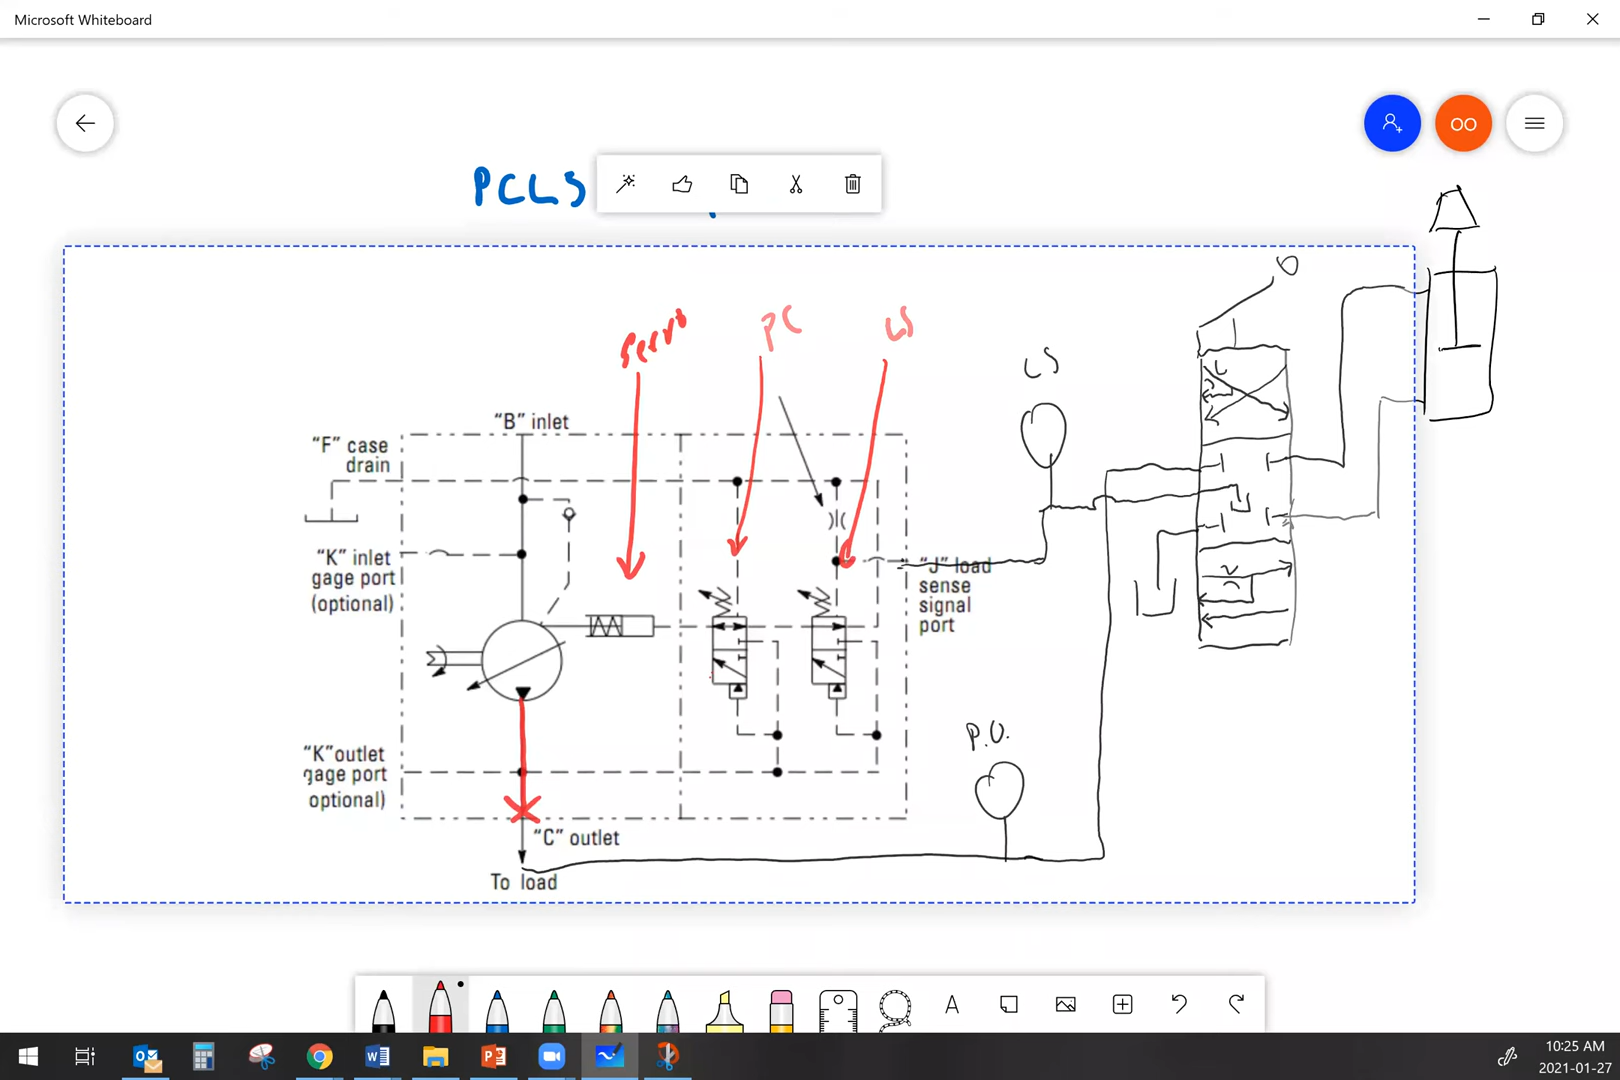 Microsoft Whiteboard
OO
PCLS
servo
PC
LS
LS
"B" inlet
"F" case
drain
"K" inlet
gage port
(optional)
"J" load
sense
signal
port
P.O.
"K"outlet
gage port
optional)
"C" outlet
To load
A
10:25 AM
2021-01-27